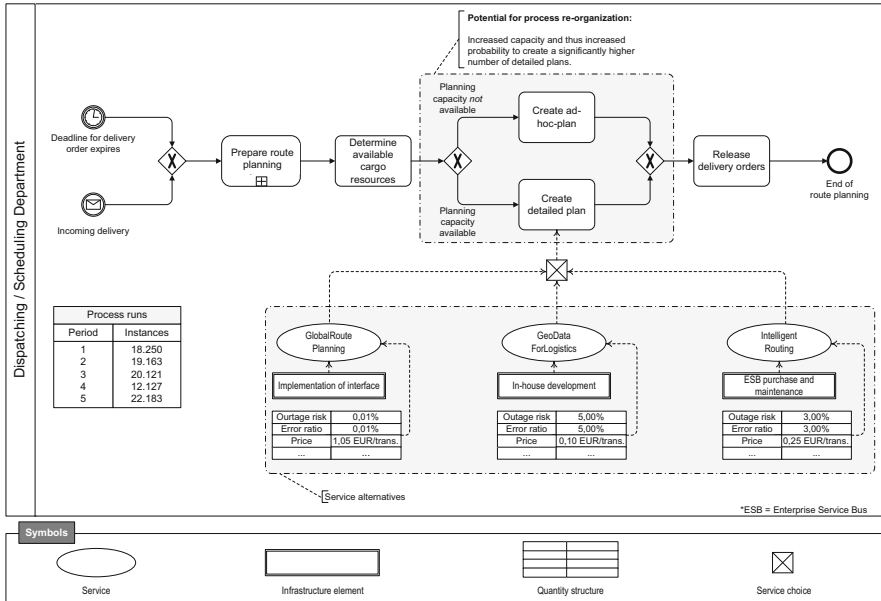 Dispatching / Scheduling Department
Potential for process re-organization:
Increased capacity and thus increased
probability to create a significantly higher
number of detailed plans.
Deadline for delivery
order expires
Incoming delivery
Prepare route
planning
Determine
available
cargo
resources
Planning
capacity not
available
Planning
capacity
available
Create ad-
hoc-plan
Create
detailed plan
Release
delivery orders
End of
route planning
Process runs
Period Instances
1 18.250
2 19.163
3 20.121
4 12.127
5 22.183
GlobalRoute
Planning
Implementation of interface
Outage risk 0,01%
Error ratio 0,01%
Price 1,05 EUR/trans.
... ...
GeoData
ForLogistics
In-house development
Outage risk 5,00%
Error ratio 5,00%
Price 0,10 EUR/trans.
... ...
Intelligent
Routing
ESB purchase and
maintenance
Outage risk 3,00%
Error ratio 3,00%
Price 0,25 EUR/trans.
... ...
Service alternatives
*ESB = Enterprise Service Bus
Symbols
Service
Infrastructure element
Quantity structure
Service choice